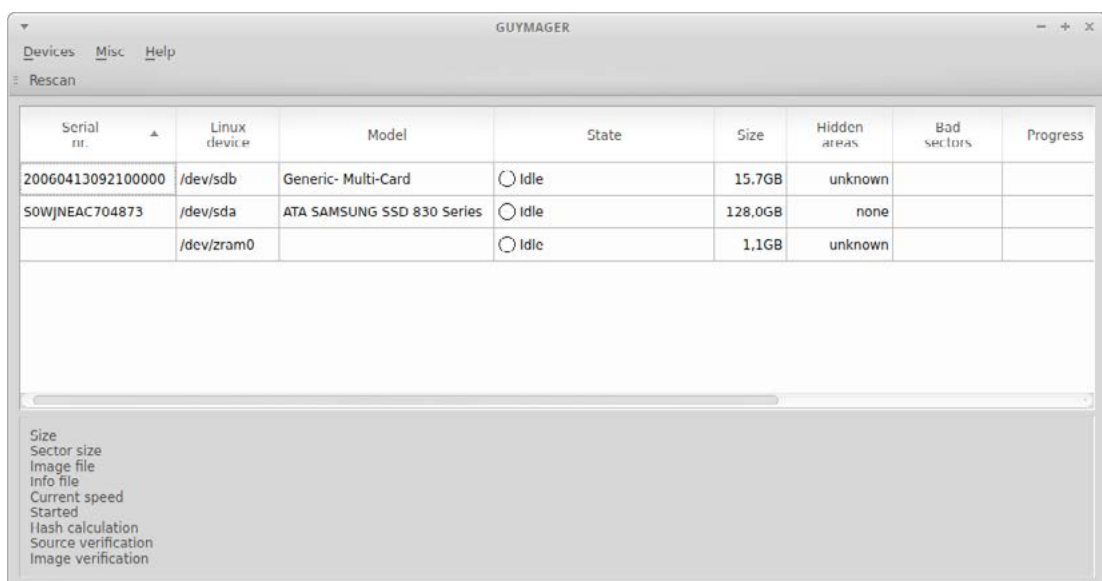 GUYMAGER
Devices Misc Help
Rescan
Serial nr. Linux device Model State Size Hidden areas Bad sectors Progress
20060413092100000 /dev/sdb Generic- Multi-Card Idle 15,7GB unknown
S0WJNEAC704873 /dev/sda ATA SAMSUNG SSD 830 Series Idle 128,0GB none
/dev/zram0 Idle 1,1GB unknown
Size
Sector size
Image file
Info file
Current speed
Started
Hash calculation
Source verification
Image verification